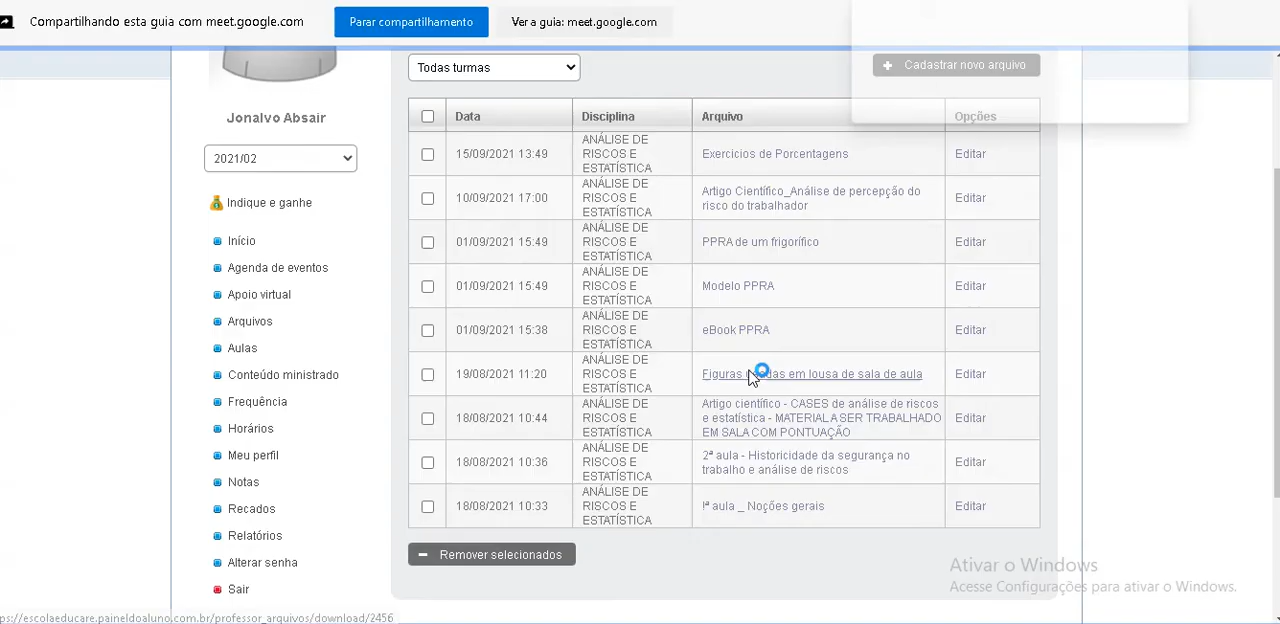 Compartilhando esta guia com meet.google.com
Parar compartilhamento
Ver a guia: meet.google.com
Todas turmas
Cadastrar novo arquivo
Jonalvo Absair
2021/02
Indique e ganhe
Início
Agenda de eventos
Apoio virtual
Arquivos
Aulas
Conteúdo ministrado
Frequência
Horários
Meu perfil
Notas
Recados
Relatórios
Alterar senha
Sair
Data
Disciplina
Arquivo
Opções
15/09/2021 13:49
ANÁLISE DE
RISCOS E
ESTATÍSTICA
Exercicios de Porcentagens
Editar
10/09/2021 17:00
ANÁLISE DE
RISCOS E
ESTATÍSTICA
Artigo Científico_Análise de percepção do
risco do trabalhador
Editar
01/09/2021 15:49
ANÁLISE DE
RISCOS E
ESTATÍSTICA
PPRA de um frigorífico
Editar
01/09/2021 15:49
ANÁLISE DE
RISCOS E
ESTATÍSTICA
Modelo PPRA
Editar
01/09/2021 15:38
ANÁLISE DE
RISCOS E
ESTATÍSTICA
eBook PPRA
Editar
19/08/2021 11:20
ANÁLISE DE
RISCOS E
ESTATÍSTICA
Figuras em lousa de sala de aula
Editar
18/08/2021 10:44
ANÁLISE DE
RISCOS E
ESTATÍSTICA
Artigo científico - CASES de análise de riscos
e estatística - MATERIAL A SER TRABALHADO
EM SALA COM PONTUAÇÃO
Editar
18/08/2021 10:36
ANÁLISE DE
RISCOS E
ESTATÍSTICA
2ª aula - Historicidade da segurança no
trabalho e análise de riscos
Editar
18/08/2021 10:33
ANÁLISE DE
RISCOS E
ESTATÍSTICA
!ª aula _ Noções gerais
Editar
Remover selecionados
Ativar o Windows
Acesse Configurações para ativar o Windows.
ps://escolaeducare.paineldoaluno.com.br/professor_arquivos/download/2456